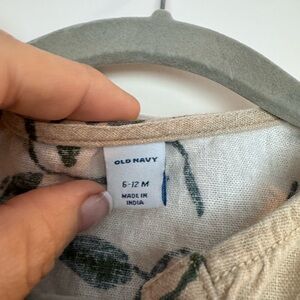 OLD NAVY
6-12 M
MADE IN
INDIA